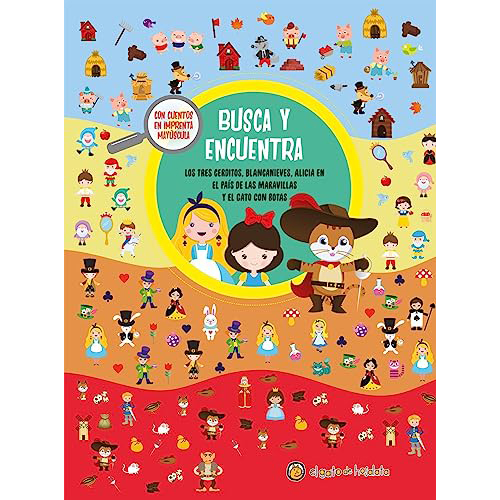 CON CUENTOS
EN IMPRENTA
MAYÚSCULA
BUSCA Y
ENCUENTRA
LOS TRES CERDITOS, BLANCANIEVES, ALICIA EN
EL PAÍS DE LAS MARAVILLAS
Y EL GATO CON BOTAS
el gato de hojalata